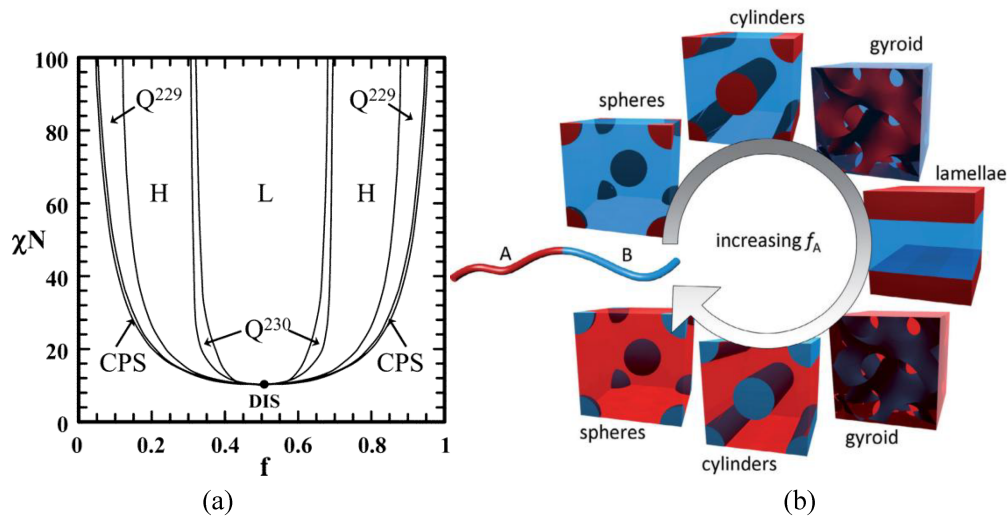 100
80
60
40
20
0
χN
Q²²⁹
Q²²⁹
H
L
H
Q²³⁰
CPS
CPS
DIS
0
0.2
0.4
0.6
0.8
1
f
(a)
cylinders
gyroid
spheres
lamellae
increasing fA
A
B
spheres
cylinders
gyroid
(b)